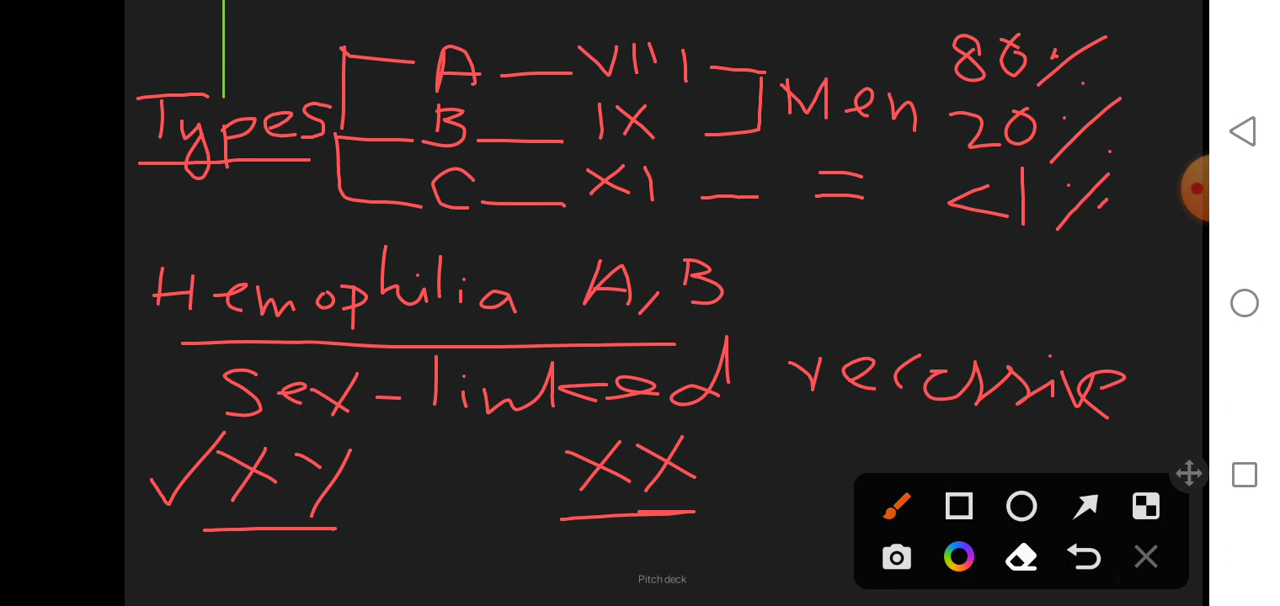 Types A — VIII Men 80%
B — IX 20%
C — XI — = <1%
Hemophilia A, B
Sex-linked recessive
✓XY XX
Pitch deck